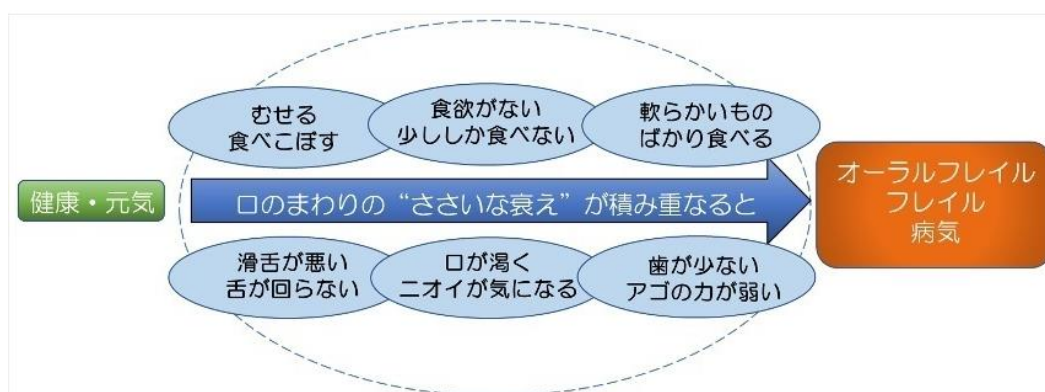 むせる
食べこぼす
食欲がない
少ししか食べない
軟らかいもの
ばかり食べる
健康・元気
口のまわりの“ささいな衰え”が積み重なると
オーラルフレイル
フレイル
病気
滑舌が悪い
舌が回らない
口が渇く
ニオイが気になる
歯が少ない
アゴの力が弱い